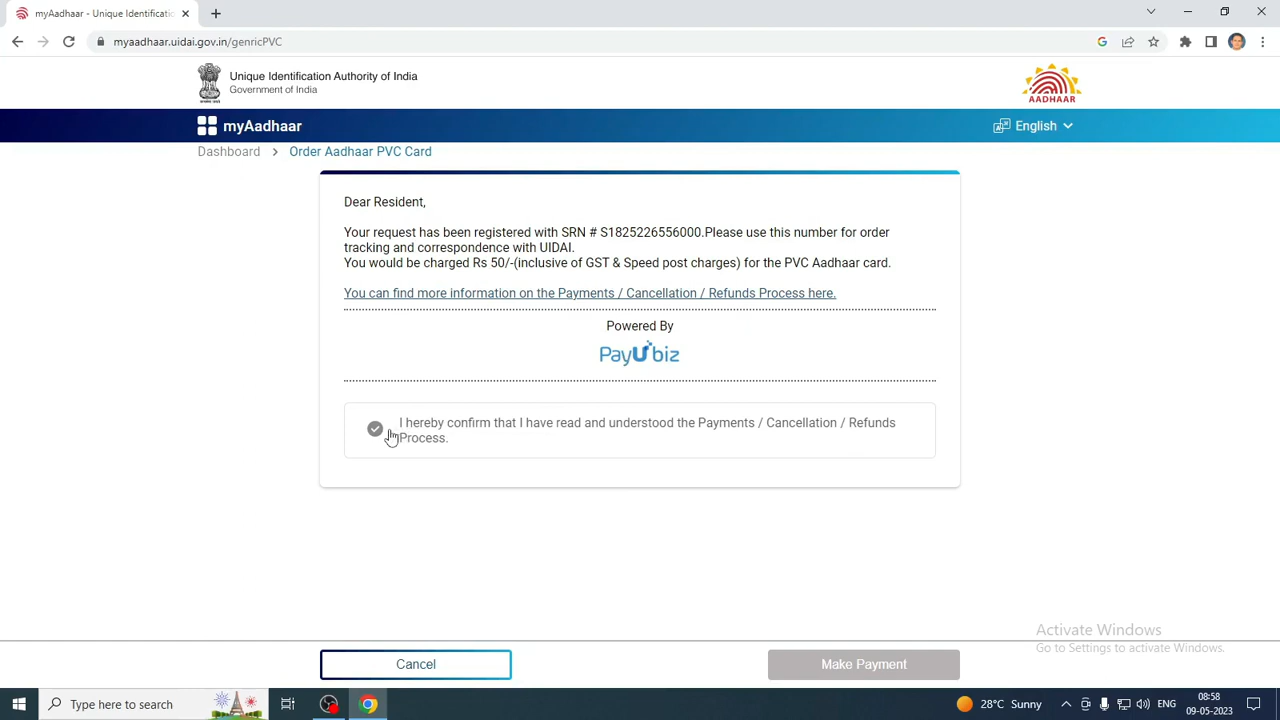 myAadhaar - Unique Identificatic
myaadhaar.uidai.gov.in/genricPVC
Unique Identification Authority of India
Government of India
AADHAAR
myAadhaar
English
Dashboard > Order Aadhaar PVC Card
Dear Resident,
Your request has been registered with SRN # S1825226556000.Please use this number for order
tracking and correspondence with UIDAI.
You would be charged Rs 50/-(inclusive of GST & Speed post charges) for the PVC Aadhaar card.
You can find more information on the Payments / Cancellation / Refunds Process here.
Powered By
PayUbiz
I hereby confirm that I have read and understood the Payments / Cancellation / Refunds
Process.
Activate Windows
Go to Settings to activate Windows.
Cancel
Make Payment
Type here to search
28°C Sunny
ENG
08:58
09-05-2023